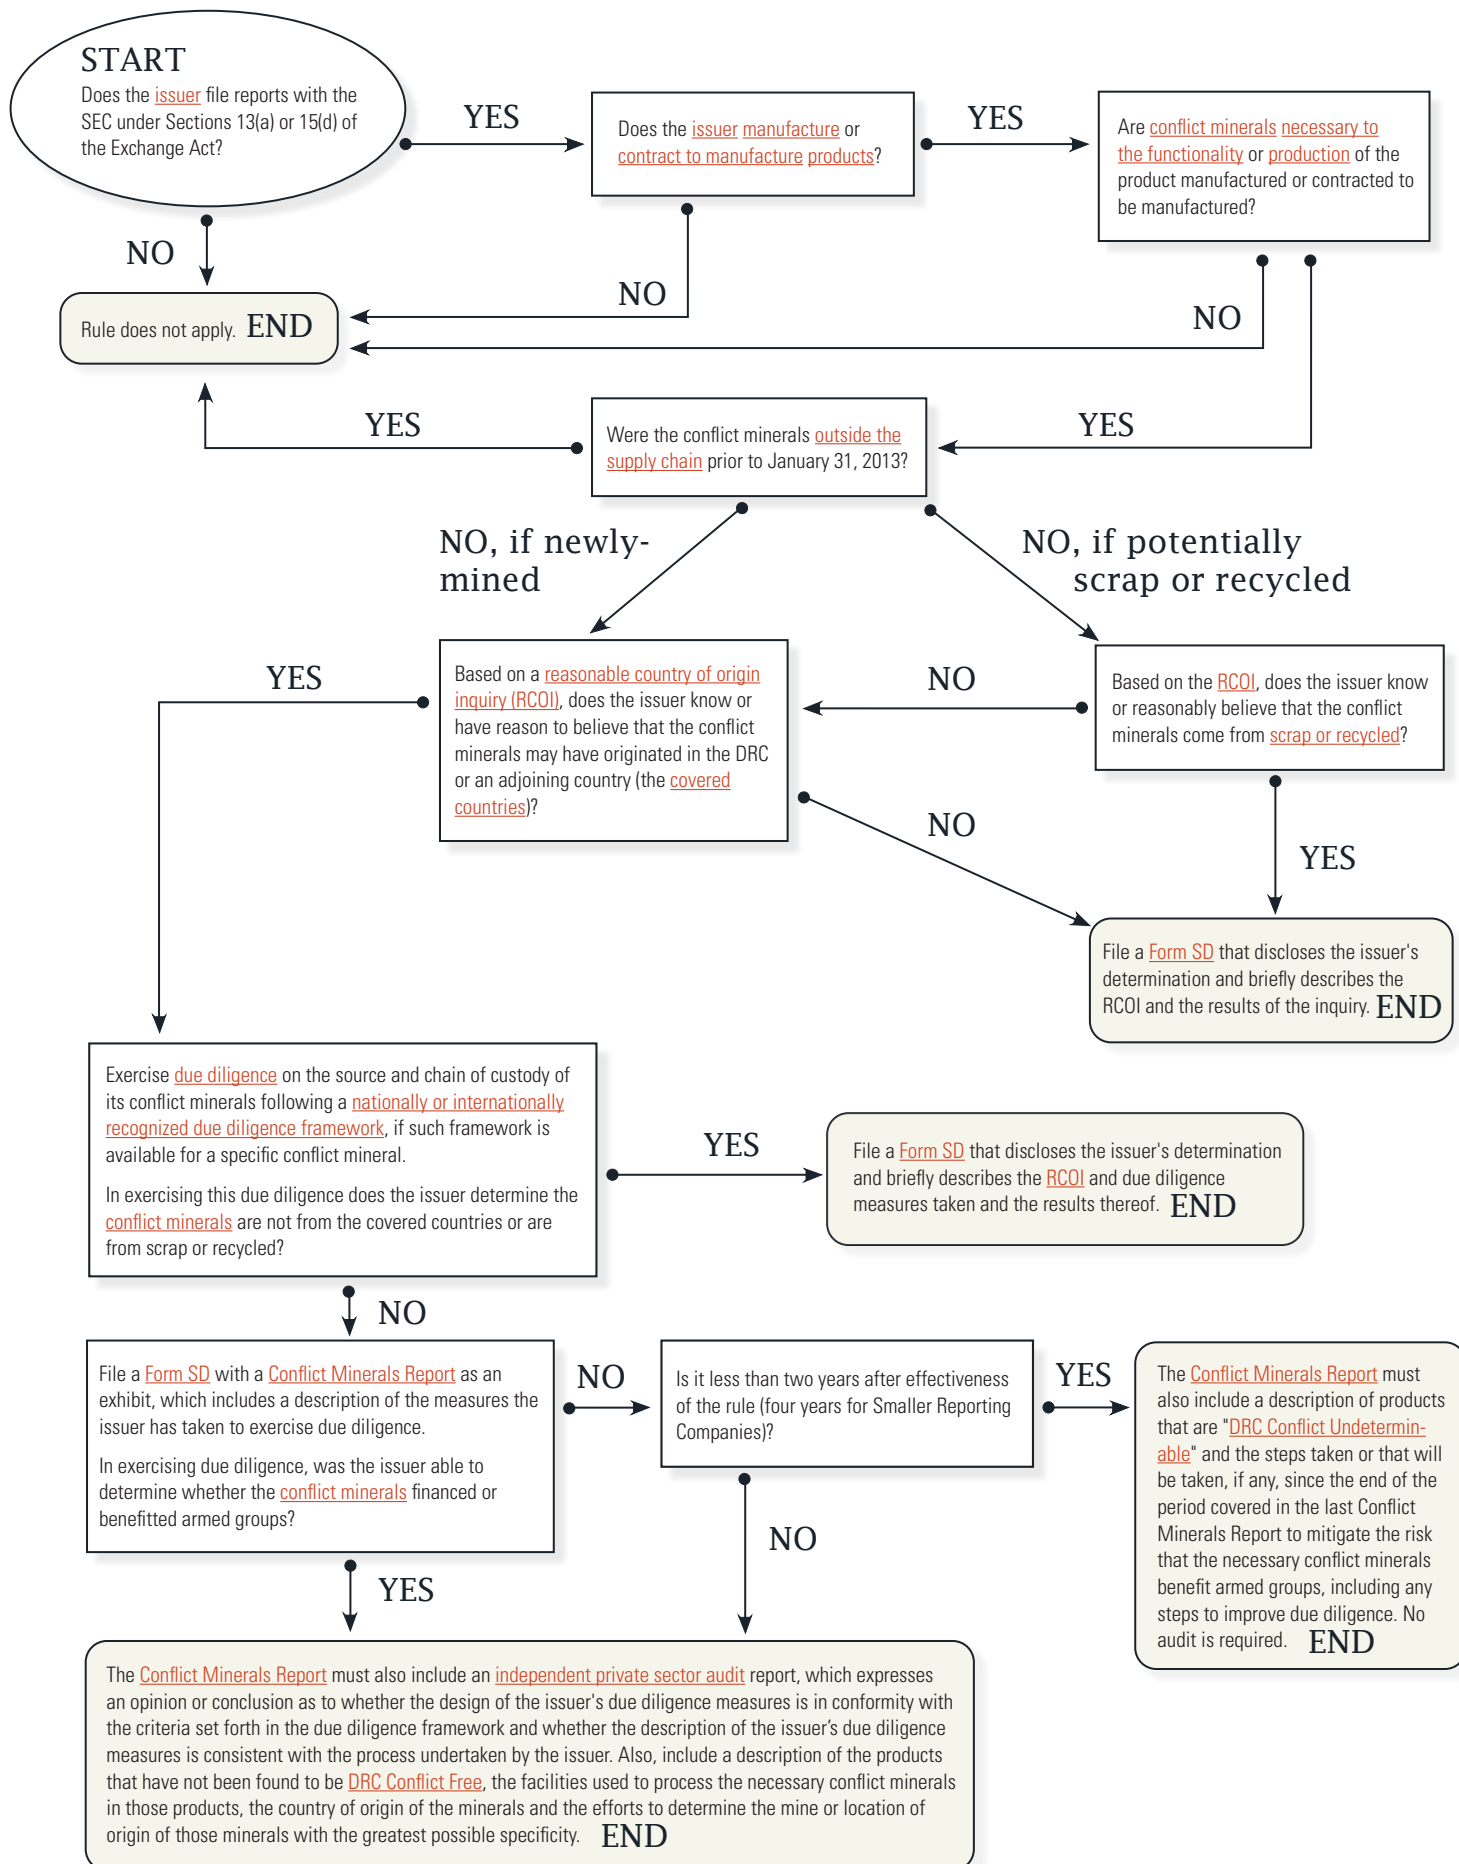 START
Does the issuer file reports with the
SEC under Sections 13(a) or 15(d) of
the Exchange Act?
YES
Does the issuer manufacture or
contract to manufacture products?
YES
Are conflict minerals necessary to
the functionality or production of the
product manufactured or contracted to
be manufactured?
NO
NO
NO
Rule does not apply. END
YES
Were the conflict minerals outside the
supply chain prior to January 31, 2013?
YES
NO, if newly-
mined
NO, if potentially
scrap or recycled
YES
Based on a reasonable country of origin
inquiry (RCOI), does the issuer know or
have reason to believe that the conflict
minerals may have originated in the DRC
or an adjoining country (the covered
countries)?
NO
Based on the RCOI, does the issuer know
or reasonably believe that the conflict
minerals come from scrap or recycled?
NO
YES
File a Form SD that discloses the issuer's
determination and briefly describes the
RCOI and the results of the inquiry. END
Exercise due diligence on the source and chain of custody of
its conflict minerals following a nationally or internationally
recognized due diligence framework, if such framework is
available for a specific conflict mineral.
In exercising this due diligence does the issuer determine the
conflict minerals are not from the covered countries or are
from scrap or recycled?
YES
File a Form SD that discloses the issuer's determination
and briefly describes the RCOI and due diligence
measures taken and the results thereof. END
NO
File a Form SD with a Conflict Minerals Report as an
exhibit, which includes a description of the measures the
issuer has taken to exercise due diligence.
In exercising due diligence, was the issuer able to
determine whether the conflict minerals financed or
benefitted armed groups?
NO
Is it less than two years after effectiveness
of the rule (four years for Smaller Reporting
Companies)?
YES
The Conflict Minerals Report must
also include a description of products
that are "DRC Conflict Undetermin-
able" and the steps taken or that will
be taken, if any, since the end of the
period covered in the last Conflict
Minerals Report to mitigate the risk
that the necessary conflict minerals
benefit armed groups, including any
steps to improve due diligence. No
audit is required. END
NO
YES
The Conflict Minerals Report must also include an independent private sector audit report, which expresses
an opinion or conclusion as to whether the design of the issuer's due diligence measures is in conformity with
the criteria set forth in the due diligence framework and whether the description of the issuer’s due diligence
measures is consistent with the process undertaken by the issuer. Also, include a description of the products
that have not been found to be DRC Conflict Free, the facilities used to process the necessary conflict minerals
in those products, the country of origin of the minerals and the efforts to determine the mine or location of
origin of those minerals with the greatest possible specificity. END